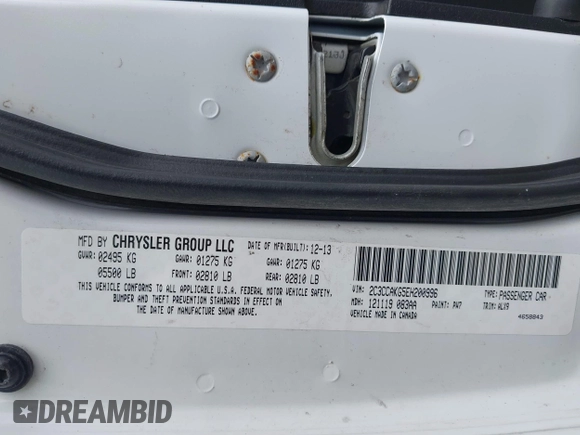 MFD BY CHRYSLER GROUP LLC DATE OF MFR(BUILT): 12-13
GVWR: 02495 KG GAWR: 01275 KG GAWR: 01275 KG
05500 LB FRONT: 02810 LB REAR: 02810 LB
THIS VEHICLE CONFORMS TO ALL APPLICABLE U.S.A. FEDERAL MOTOR VEHICLE SAFETY,
BUMPER AND THEFT PREVENTION STANDARDS IN EFFECT ON
THE DATE OF MANUFACTURE SHOWN ABOVE.
VIN: 2C3CCAKG5EH200996 TYPE: PASSENGER CAR
MDH: 121119 083AA PAINT: PW7 TRIM: ALX9
VEHICLE MADE IN CANADA 4658843
DREAMBID